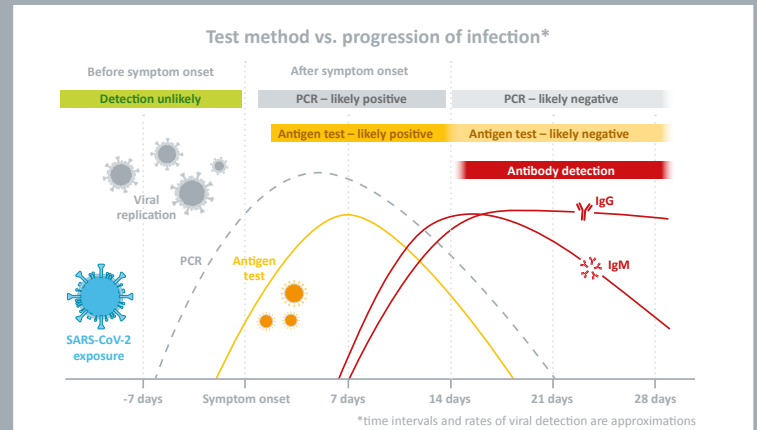 Test method vs. progression of infection*
Before symptom onset
After symptom onset
Detection unlikely
PCR – likely positive
PCR – likely negative
Antigen test – likely positive
Antigen test – likely negative
Antibody detection
Viral
replication
IgG
PCR
Antigen
test
IgM
SARS-CoV-2
exposure
-7 days
Symptom onset
7 days
14 days
21 days
28 days
*time intervals and rates of viral detection are approximations